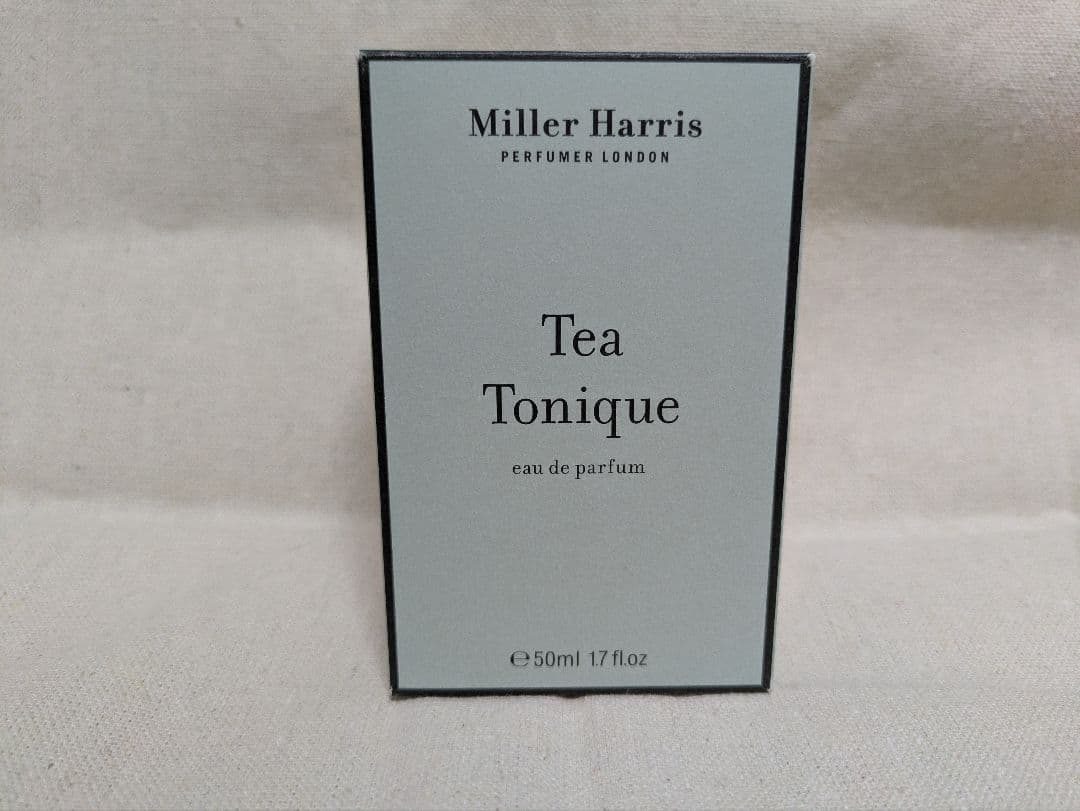 Miller Harris
PERFUMER LONDON
Tea
Tonique
eau de parfum
℮50ml 1.7 fl.oz